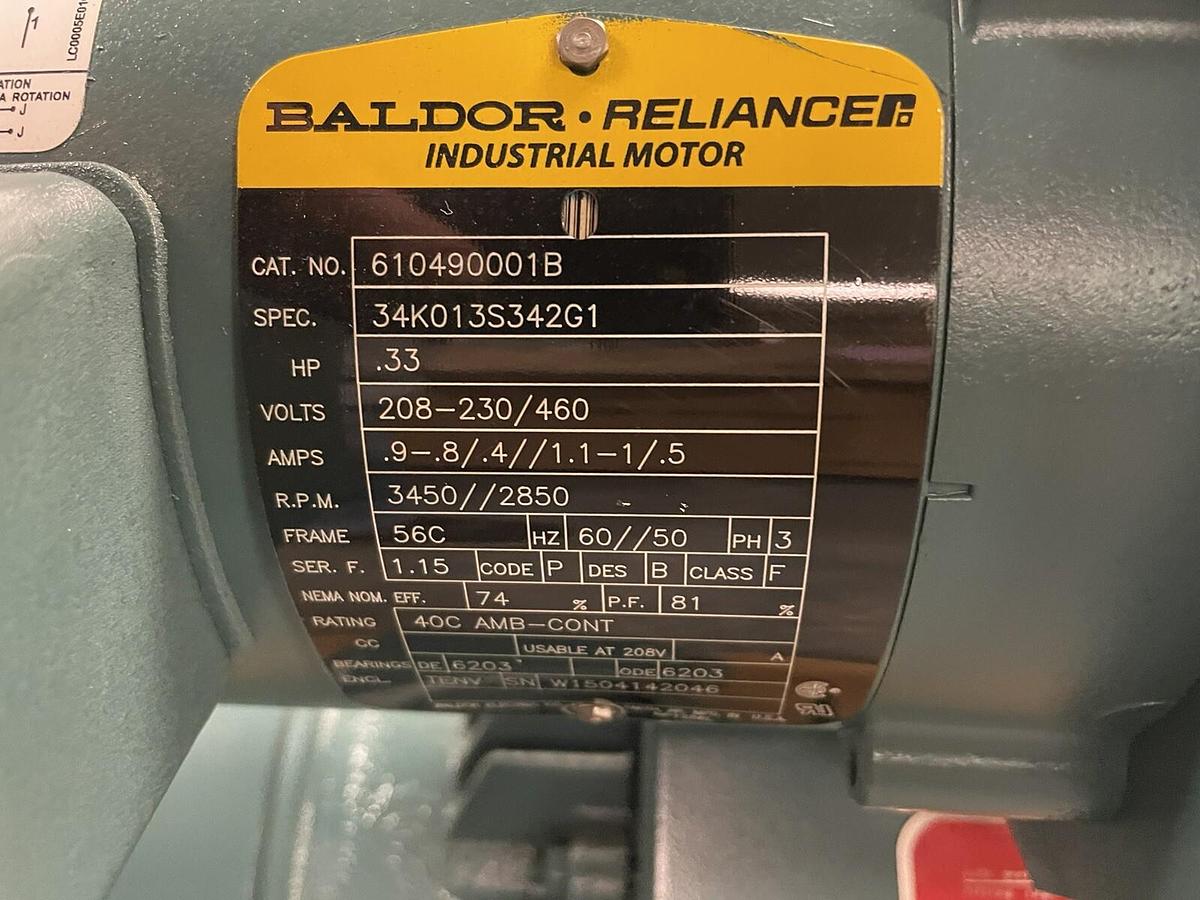 LC0005E01
ATION
A ROTATION
J
J
BALDOR • RELIANCE
INDUSTRIAL MOTOR
CAT. NO. 610490001B
SPEC. 34K013S342G1
HP .33
VOLTS 208-230/460
AMPS .9-.8/.4//1.1-1/.5
R.P.M. 3450//2850
FRAME 56C HZ 60//50 PH 3
SER. F. 1.15 CODE P DES B CLASS F
NEMA NOM. EFF. 74 % P.F. 81 %
RATING 40C AMB-CONT
CC USABLE AT 208V A
BEARINGS DE 6203 ODE 6203
ENCL TENV SN W1504142046
U.S.A.